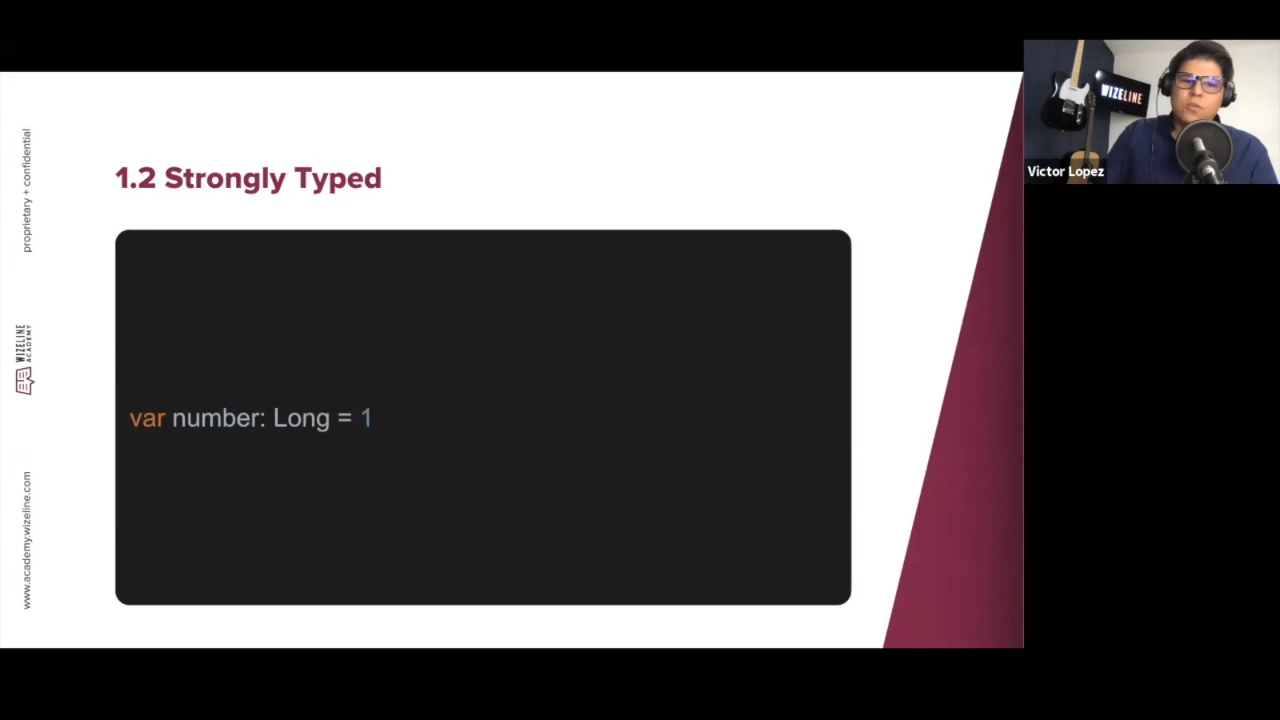 1.2 Strongly Typed
var number: Long = 1
proprietary + confidential
WIZELINE
ACADEMY
www.academy.wizeline.com
WIZELINE
Victor Lopez